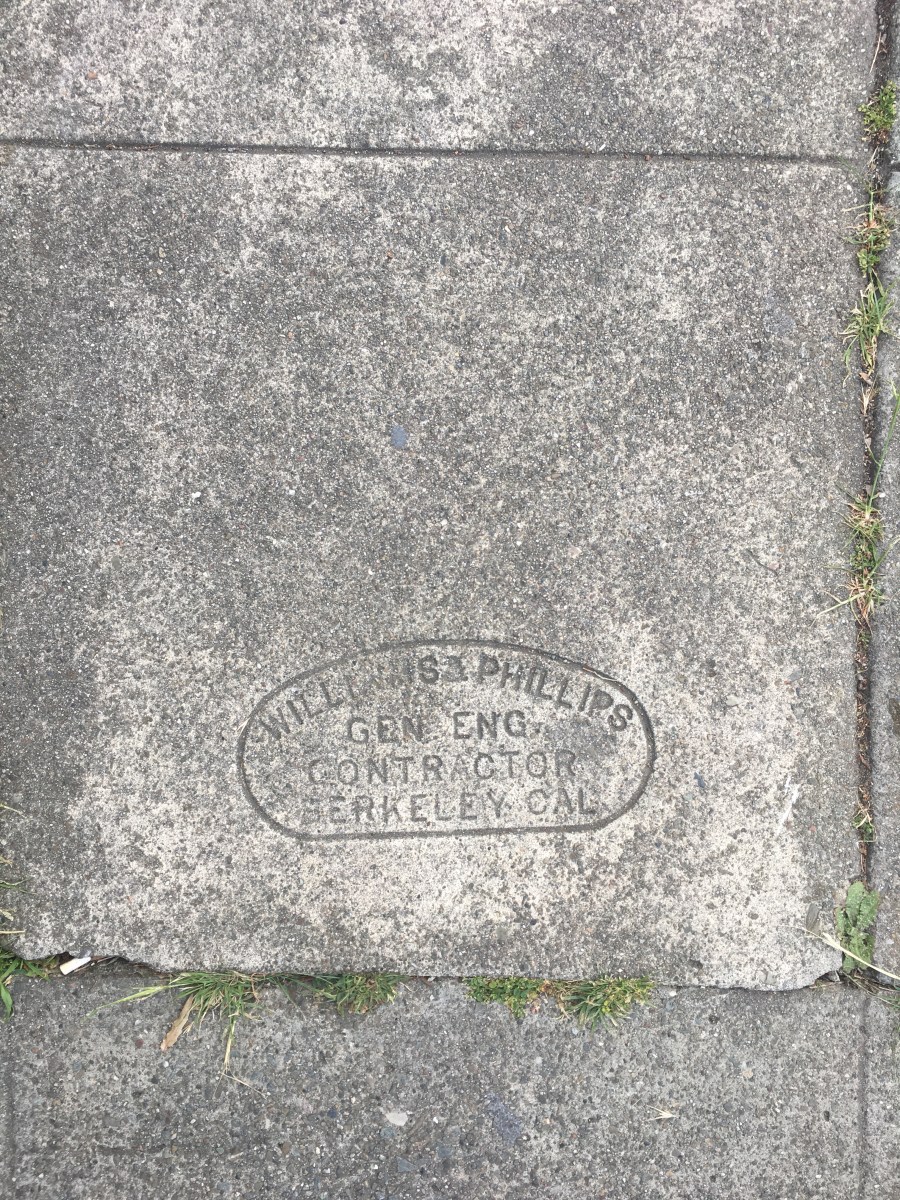 WILLIAMS & PHILLIPS
GEN. ENG.
CONTRACTOR
BERKELEY CAL.